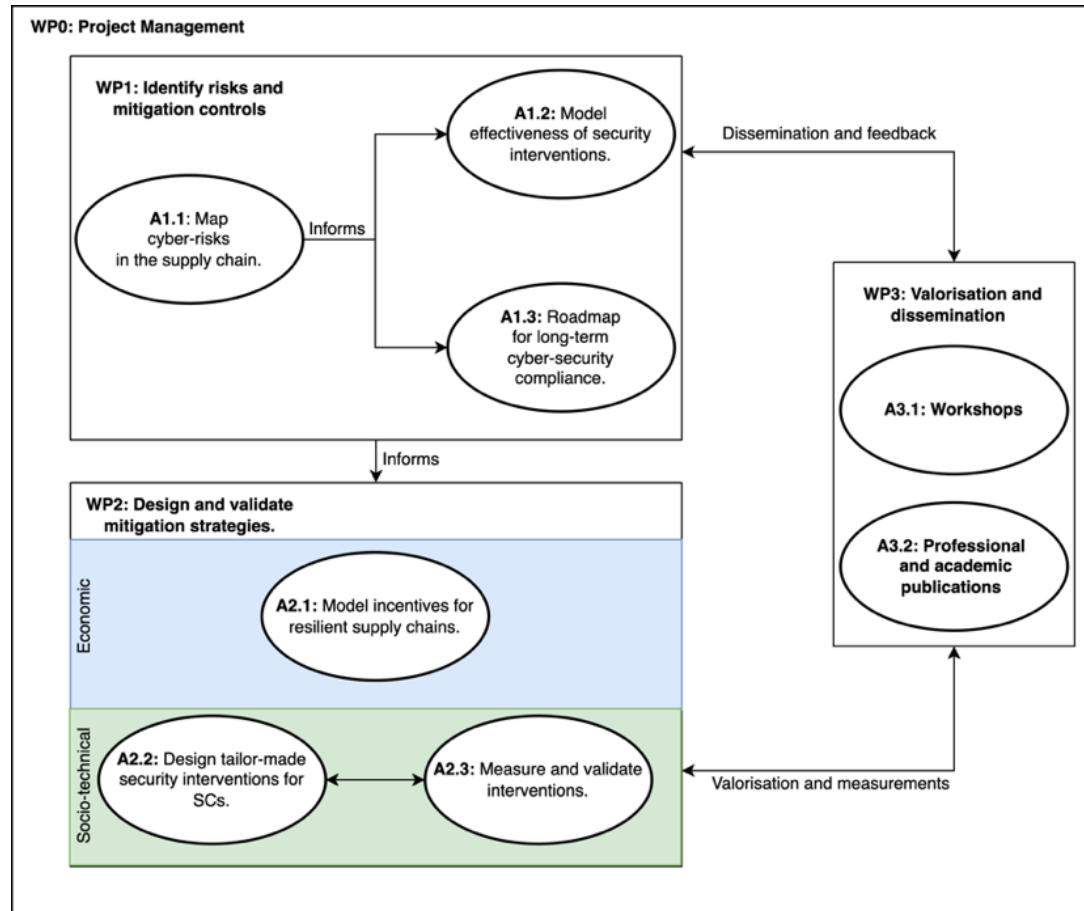 WP0: Project Management
WP1: Identify risks and
mitigation controls
A1.1: Map
cyber-risks
in the supply chain.
Informs
A1.2: Model
effectiveness of security
interventions.
A1.3: Roadmap
for long-term
cyber-security
compliance.
Dissemination and feedback
WP3: Valorisation and
dissemination
A3.1: Workshops
A3.2: Professional
and academic
publications
Informs
WP2: Design and validate
mitigation strategies.
Economic
A2.1: Model incentives for
resilient supply chains.
Socio-technical
A2.2: Design tailor-made
security interventions for
SCs.
A2.3: Measure and validate
interventions.
Valorisation and measurements